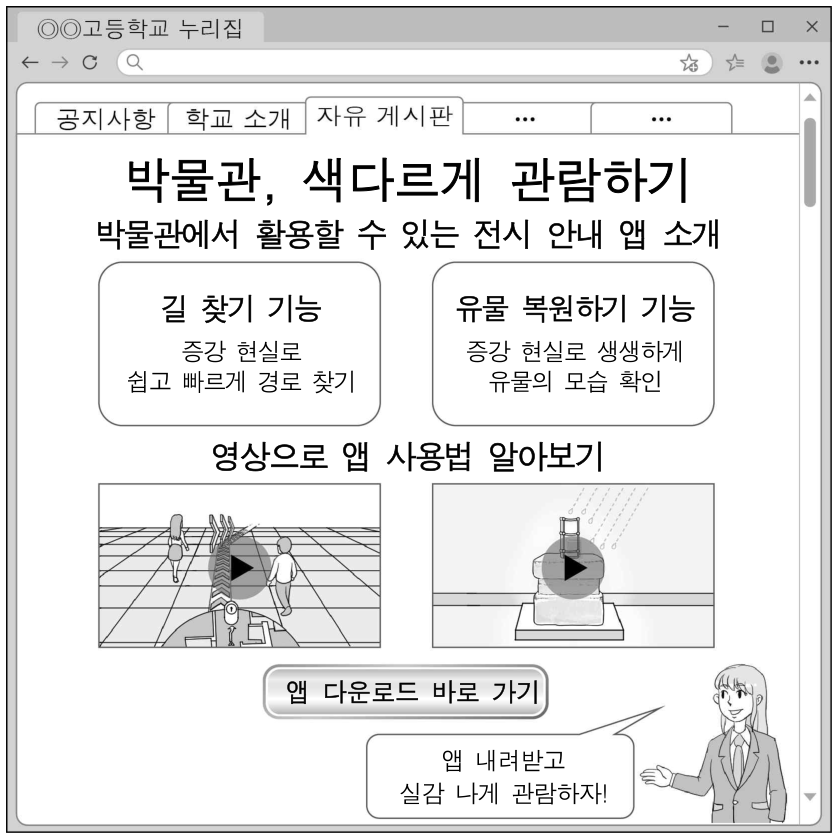 ◎◎고등학교 누리집
공지사항 학교 소개 자유 게시판 ··· ···
박물관, 색다르게 관람하기
박물관에서 활용할 수 있는 전시 안내 앱 소개
길 찾기 기능
증강 현실로
쉽고 빠르게 경로 찾기
유물 복원하기 기능
증강 현실로 생생하게
유물의 모습 확인
영상으로 앱 사용법 알아보기
앱 다운로드 바로 가기
앱 내려받고
실감 나게 관람하자!